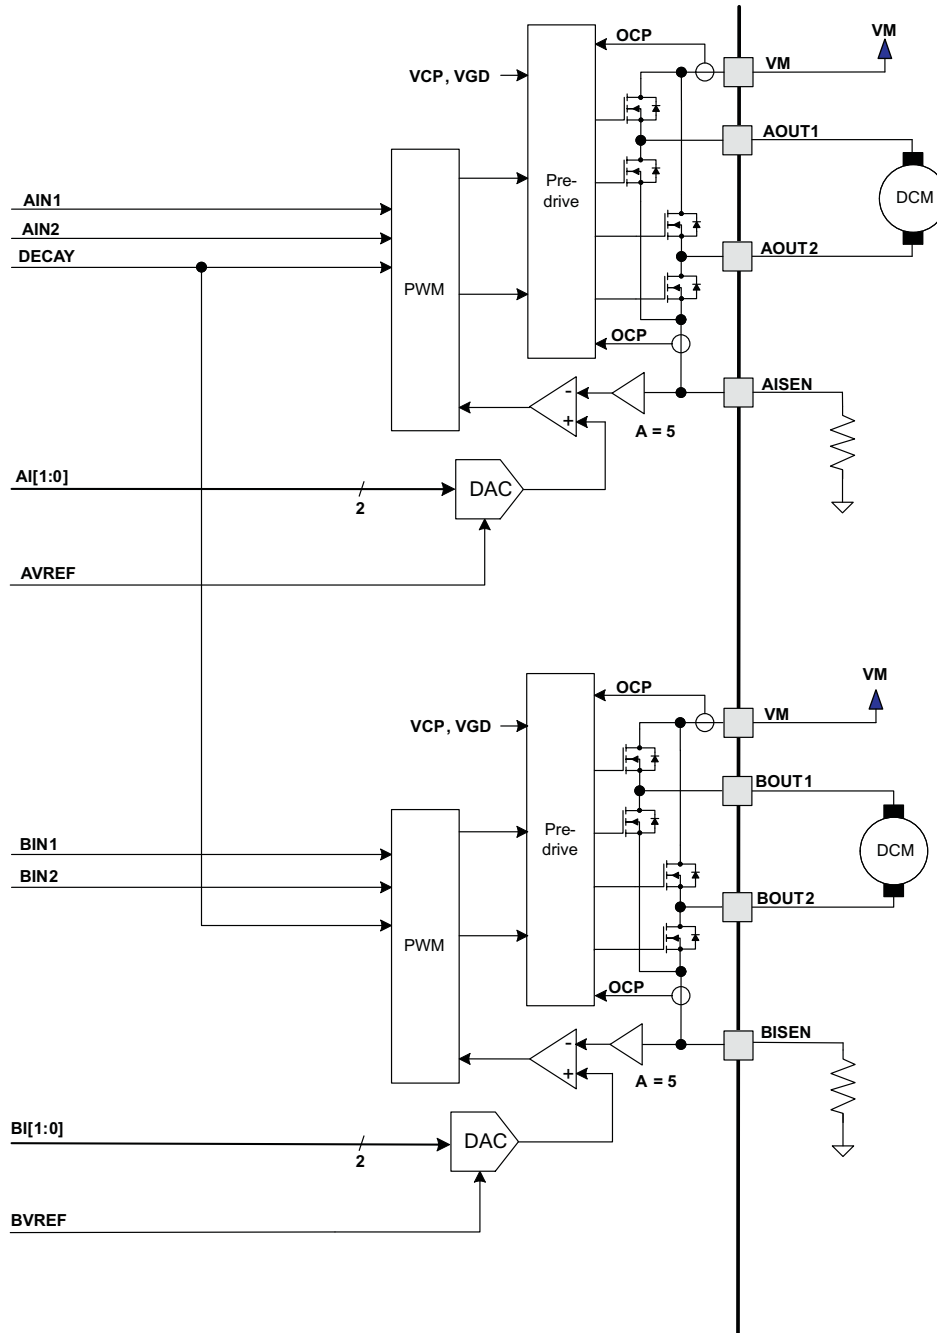 OCP
VM
VCP, VGD
VM
AOUT1
Pre-
drive
DCM
AIN1
AIN2
AOUT2
DECAY
PWM
OCP
AISEN
-
+
A = 5
AI[1:0]
2
DAC
AVREF
OCP
VM
VCP, VGD
VM
BOUT1
Pre-
drive
DCM
BIN1
BIN2
BOUT2
PWM
OCP
BISEN
-
+
A = 5
BI[1:0]
2
DAC
BVREF